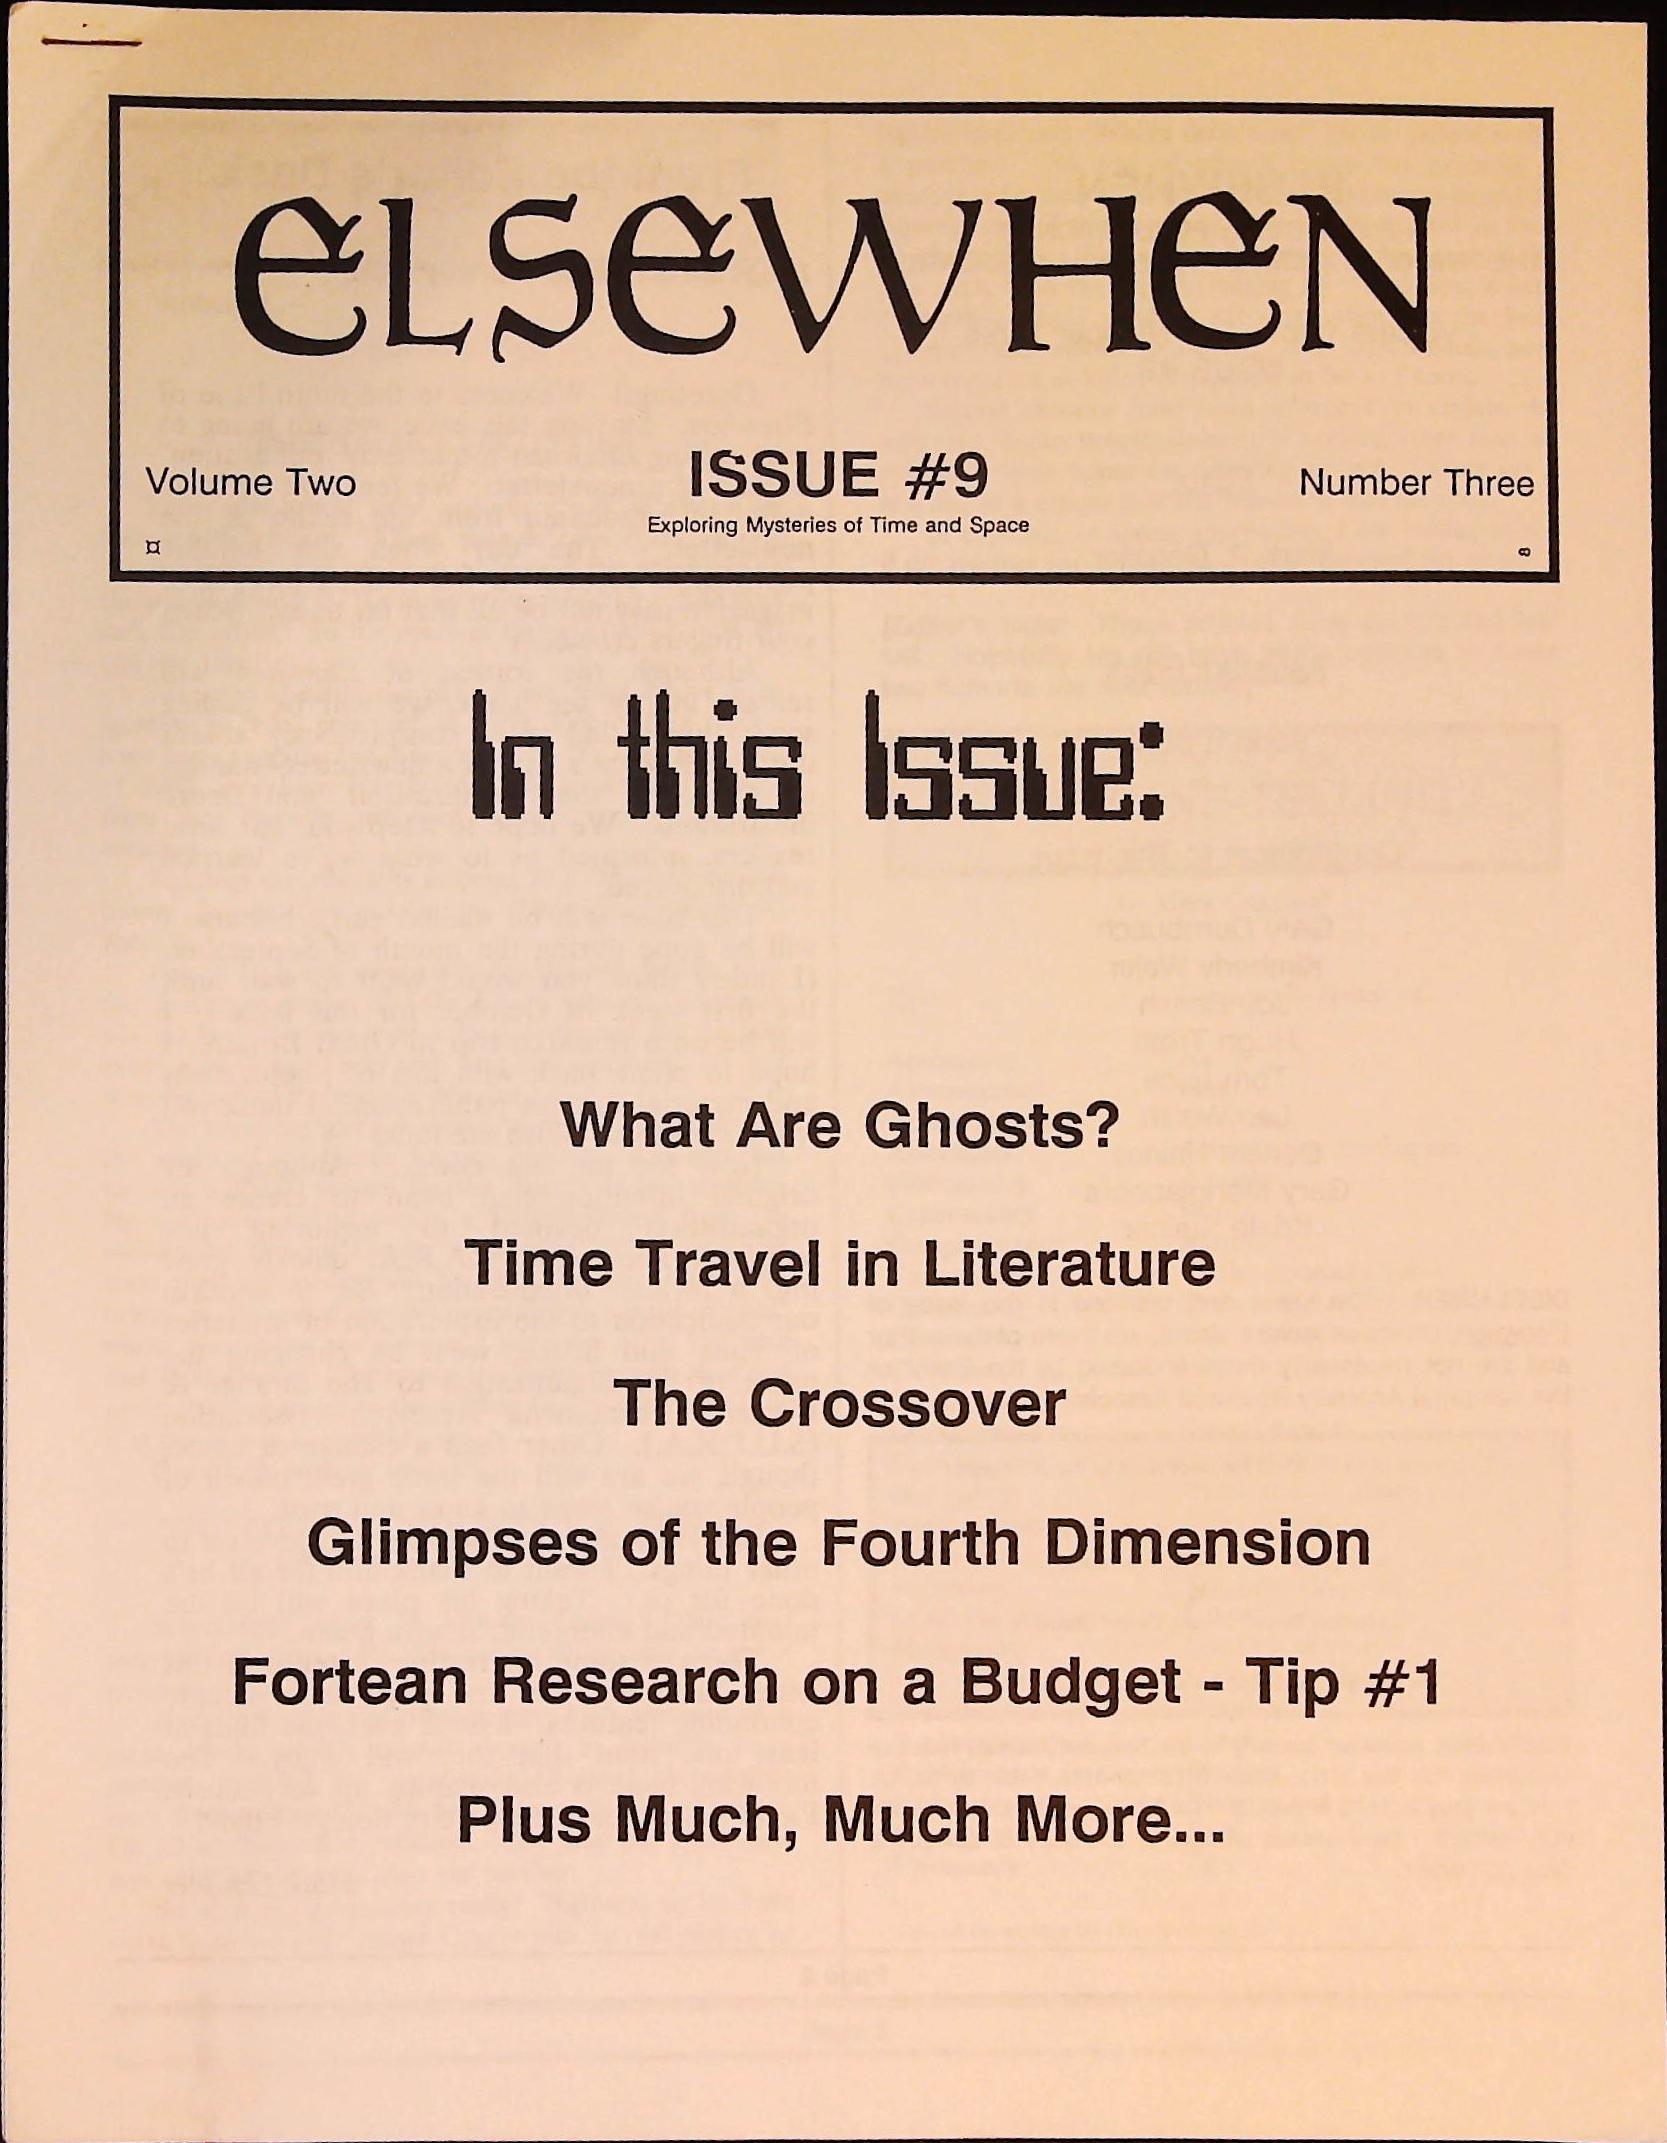 ELSEWHEN
Volume Two
ISSUE #9
Number Three
Exploring Mysteries of Time and Space
¤
∞
In this Issue:
What Are Ghosts?
Time Travel in Literature
The Crossover
Glimpses of the Fourth Dimension
Fortean Research on a Budget - Tip #1
Plus Much, Much More...